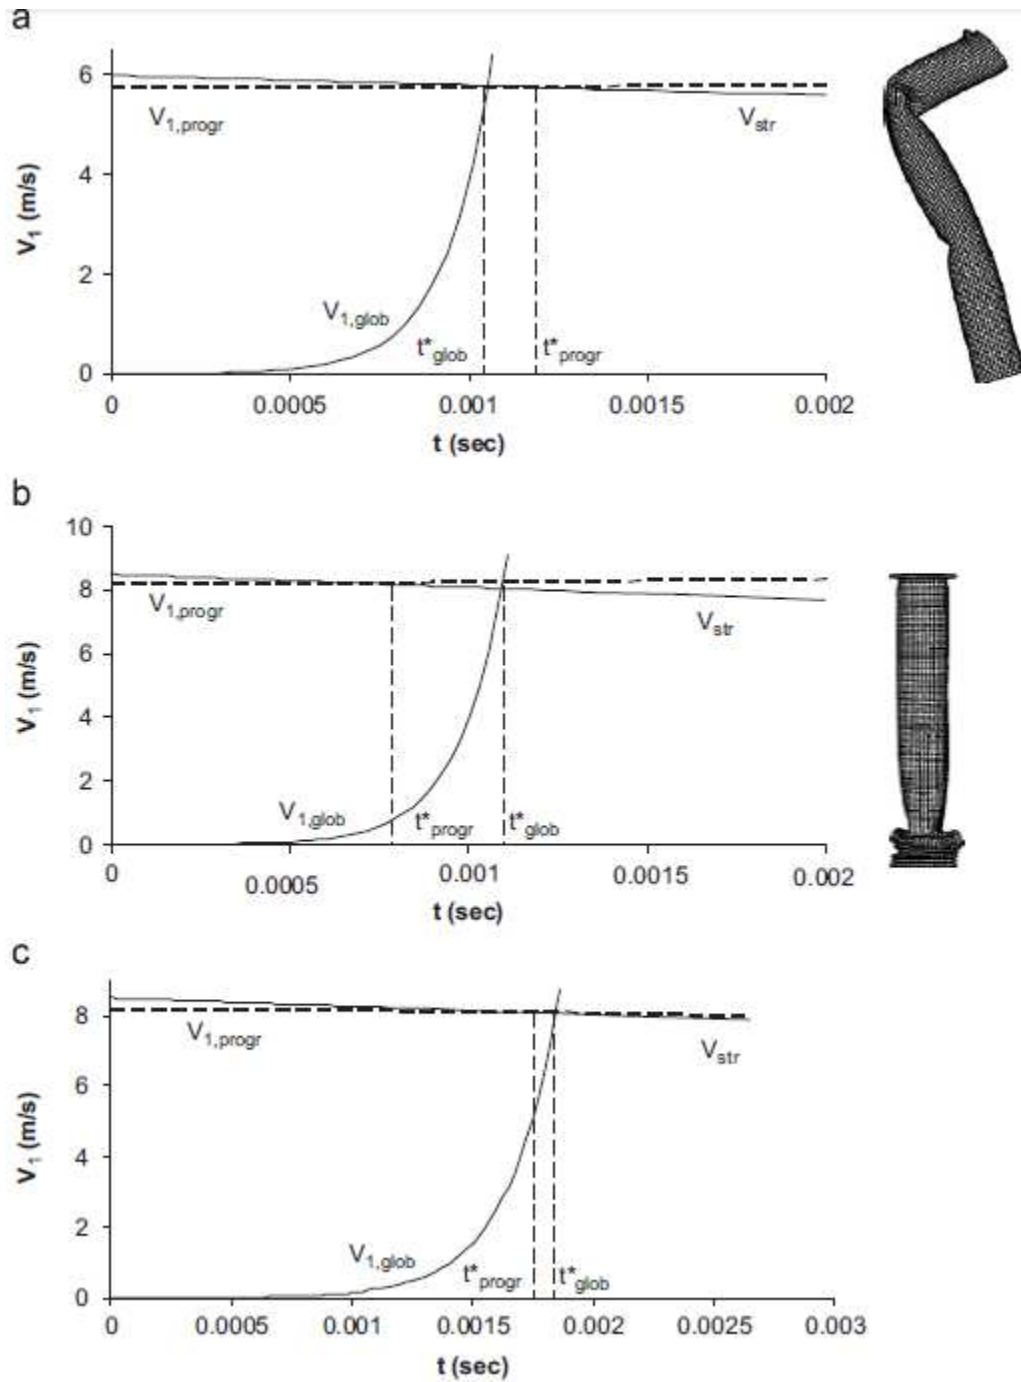 a
6
V1,progr
Vstr
4
V1 (m/s)
2
V1,glob
t*glob
t*progr
0
0
0.0005
0.001
0.0015
0.002
t (sec)
b
10
8
V1,progr
Vstr
6
V1 (m/s)
4
2
V1,glob
t*progr
t*glob
0
0
0.0005
0.001
0.0015
0.002
t (sec)
c
8
V1,progr
Vstr
6
V1 (m/s)
4
2
V1,glob
t*progr
t*glob
0
0
0.0005
0.001
0.0015
0.002
0.0025
0.003
t (sec)